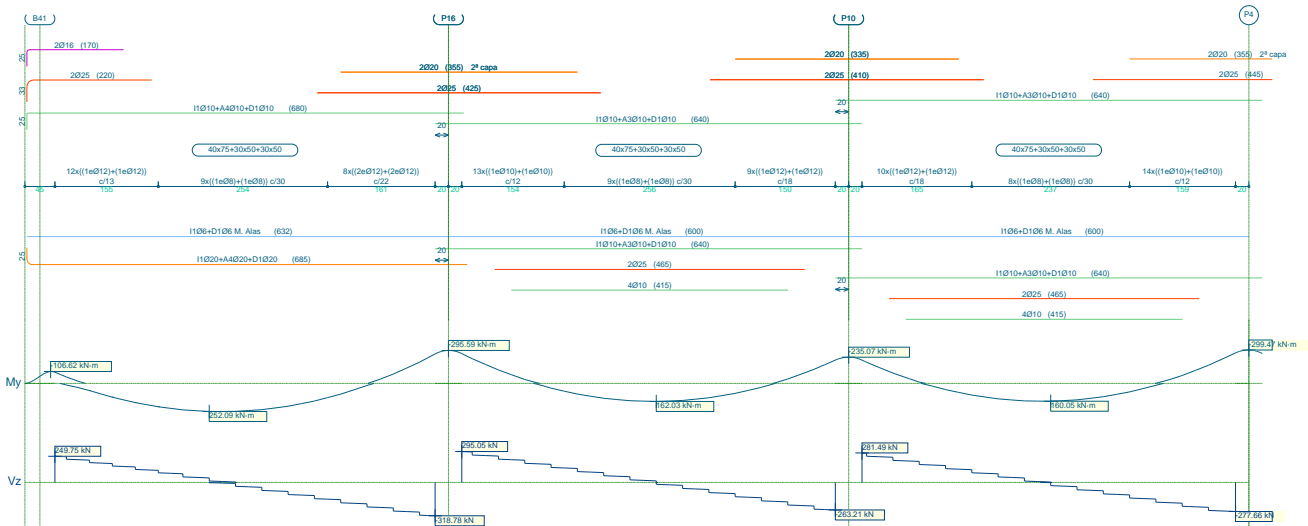 B41 P16 P10 P4
2Ø16 (170)
25
2Ø20 (335)
2Ø20 (355) 2ª capa
2Ø20 (355) 2ª capa
2Ø25 (220)
2Ø25 (410)
2Ø25 (445)
33
2Ø25 (425)
I1Ø10+A3Ø10+D1Ø10 (640)
20
I1Ø10+A4Ø10+D1Ø10 (680)
25
I1Ø10+A3Ø10+D1Ø10 (640)
20
40x75+30x50+30x50
40x75+30x50+30x50
40x75+30x50+30x50
12x((1eØ12)+(1eØ12))
c/13
9x((1eØ8)+(1eØ8)) c/30
8x((2eØ12)+(2eØ12))
c/22
13x((1eØ10)+(1eØ10))
c/12
9x((1eØ8)+(1eØ8)) c/30
9x((1eØ12)+(1eØ12))
c/18
10x((1eØ12)+(1eØ12))
c/18
8x((1eØ8)+(1eØ8)) c/30
14x((1eØ10)+(1eØ10))
c/12
45 155 254 161 20 20 154 256 150 20 20 165 237 159 20
I1Ø6+D1Ø6 M. Alas (632)
I1Ø6+D1Ø6 M. Alas (600)
I1Ø6+D1Ø6 M. Alas (600)
I1Ø10+A3Ø10+D1Ø10 (640)
20
25
I1Ø20+A4Ø20+D1Ø20 (685)
2Ø25 (465)
I1Ø10+A3Ø10+D1Ø10 (640)
20
4Ø10 (415)
2Ø25 (465)
4Ø10 (415)
My
-106.62 kN·m
252.09 kN·m
-295.59 kN·m
162.03 kN·m
-235.07 kN·m
160.05 kN·m
-299.47 kN·m
Vz
249.75 kN
-318.78 kN
295.05 kN
-263.21 kN
281.49 kN
-277.66 kN